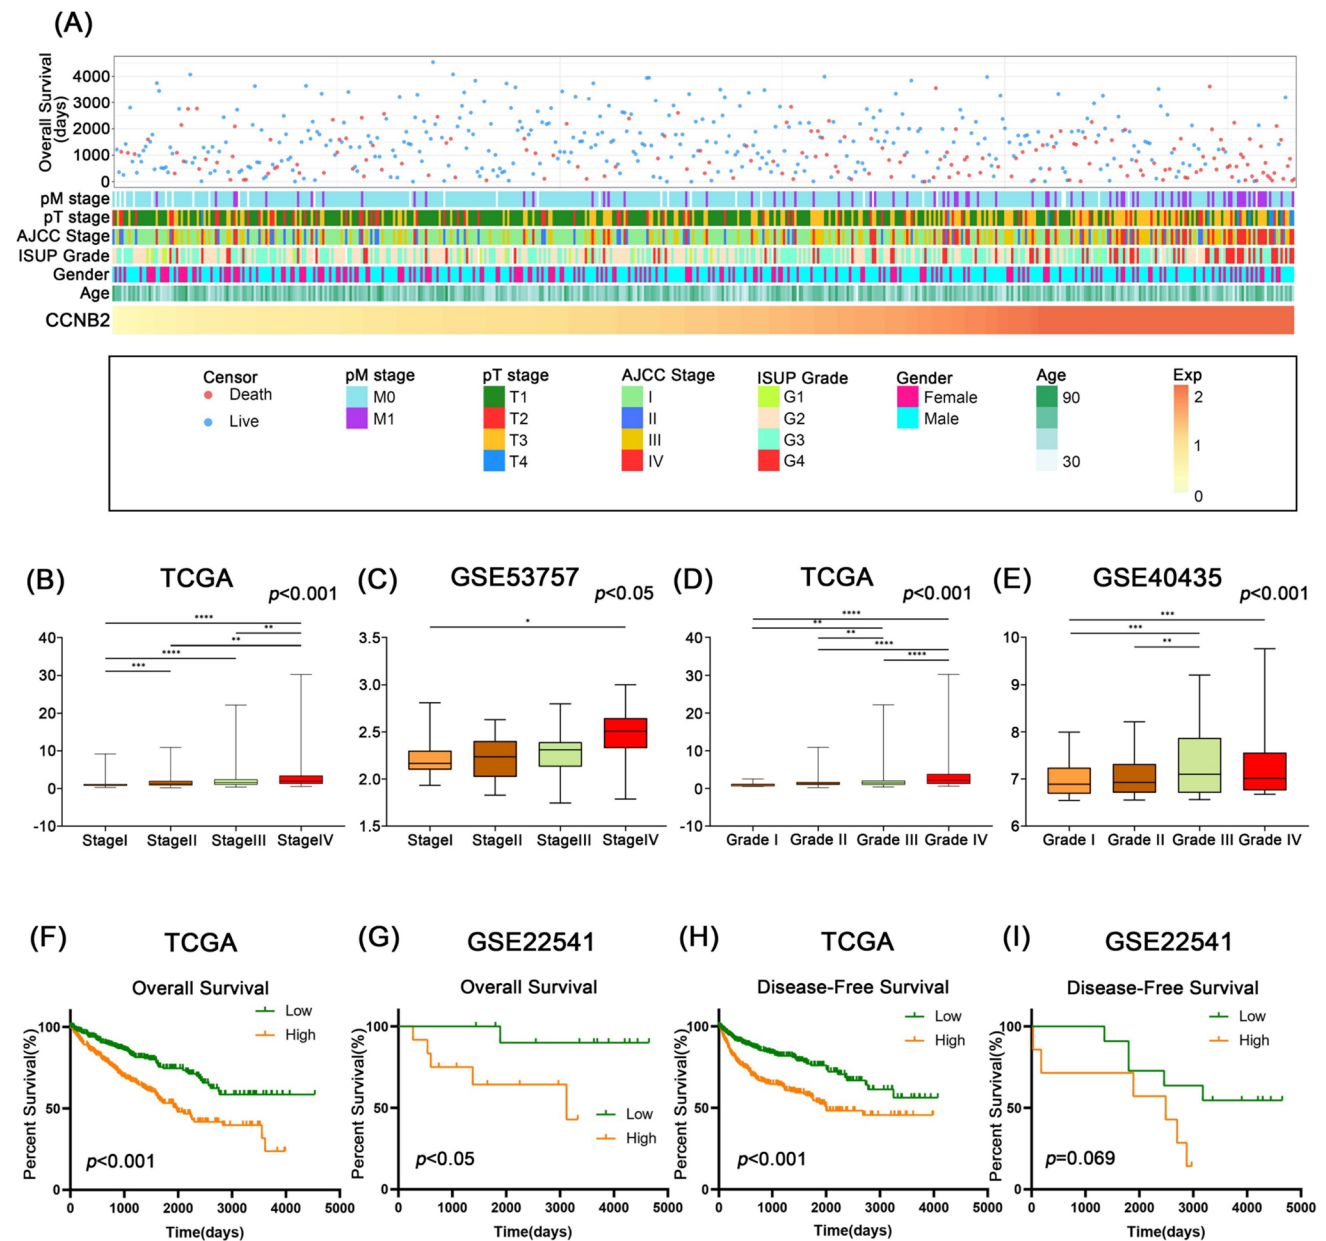 (A)
Overall Survival
(days)
4000
3000
2000
1000
0
pM stage
pT stage
AJCC Stage
ISUP Grade
Gender
Age
CCNB2
Censor
Death
Live
pM stage
M0
M1
pT stage
T1
T2
T3
T4
AJCC Stage
I
II
III
IV
ISUP Grade
G1
G2
G3
G4
Gender
Female
Male
Age
90
30
Exp
2
1
0
(B)
TCGA
p<0.001
****
**
**
****
***
40
30
20
10
0
-10
StageI StageII StageIII StageIV
(C)
GSE53757
p<0.05
*
3.5
3.0
2.5
2.0
1.5
StageI StageII StageIII StageIV
(D)
TCGA
p<0.001
****
**
**
****
****
40
30
20
10
0
-10
Grade I Grade II Grade III Grade IV
(E)
GSE40435
p<0.001
***
***
**
10
9
8
7
6
Grade I Grade II Grade III Grade IV
(F)
TCGA
Overall Survival
Low
High
Percent Survival(%)
100
50
0
p<0.001
0 1000 2000 3000 4000 5000
Time(days)
(G)
GSE22541
Overall Survival
Percent Survival(%)
100
50
0
Low
High
p<0.05
0 1000 2000 3000 4000 5000
Time(days)
(H)
TCGA
Disease-Free Survival
Low
High
Percent Survival(%)
100
50
0
p<0.001
0 1000 2000 3000 4000 5000
Time(days)
(I)
GSE22541
Disease-Free Survival
Low
High
Percent Survival(%)
100
50
0
p=0.069
0 1000 2000 3000 4000 5000
Time(days)